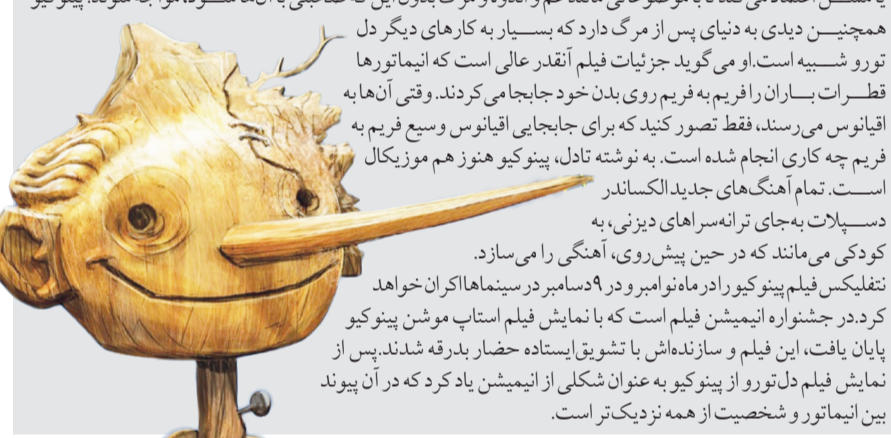 همچنین دیدی به دنیای پس از مرگ دارد که بسیار به کارهای دیگر دل
تورو شبیه است.او می‌گوید جزئیات فیلم آنقدر عالی است که انیماتورها
قطرات باران را فریم به فریم روی بدن خود جابجا می‌کردند. وقتی آن‌ها به
اقیانوس می‌رسند، فقط تصور کنید که برای جابجایی اقیانوس وسیع فریم به
فریم چه کاری انجام شده است. به نوشته تادل، پینوکیو هنوز هم موزیکال
است. تمام آهنگ‌های جدید الکساندر
دسپلات به‌جای ترانه‌سراهای دیزنی، به
کودکی می‌مانند که در حین پیش‌روی، آهنگی را می‌سازد.
نتفلیکس فیلم پینوکیو را در ماه نوامبر و در ۹ دسامبر در سینماها اکران خواهد
کرد.در جشنواره انیمیشن فیلم است که با نمایش فیلم استاپ موشن پینوکیو
پایان یافت، این فیلم و سازنده‌اش با تشویق ایستاده حضار بدرقه شدند.پس از
نمایش فیلم دل‌تورو از پینوکیو به عنوان شکلی از انیمیشن یاد کرد که در آن پیوند
بین انیماتور و شخصیت از همه نزدیک‌تر است.